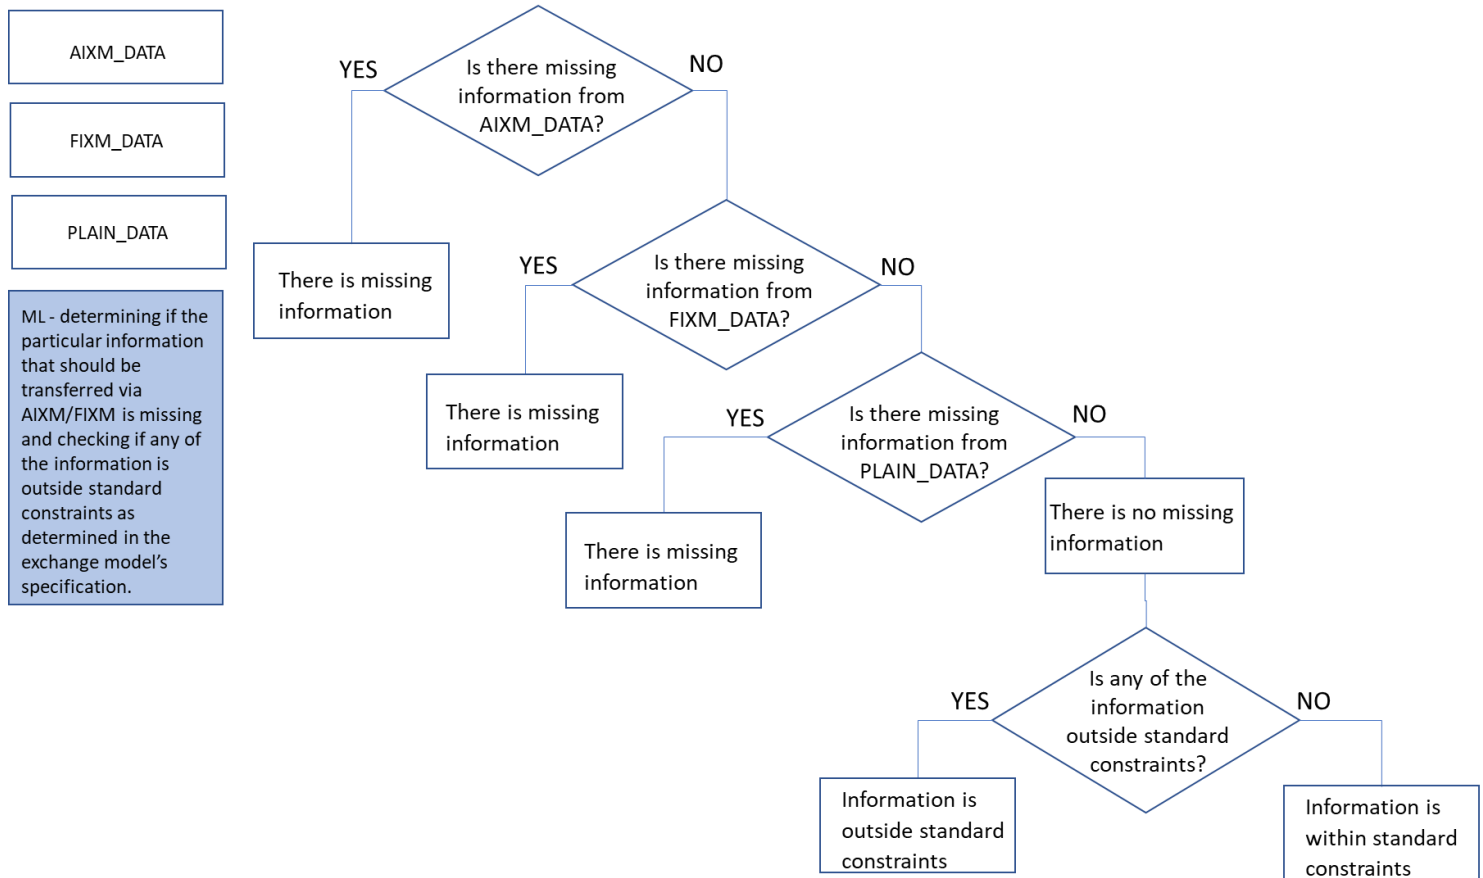 AIXM_DATA
FIXM_DATA
PLAIN_DATA
ML - determining if the
particular information
that should be
transferred via
AIXM/FIXM is missing
and checking if any of
the information is
outside standard
constraints as
determined in the
exchange model’s
specification.
YES
Is there missing
information from
AIXM_DATA?
NO
There is missing
information
YES
Is there missing
information from
FIXM_DATA?
NO
There is missing
information
YES
Is there missing
information from
PLAIN_DATA?
NO
There is missing
information
There is no missing
information
YES
Is any of the
information
outside standard
constraints?
NO
Information is
outside standard
constraints
Information is
within standard
constraints